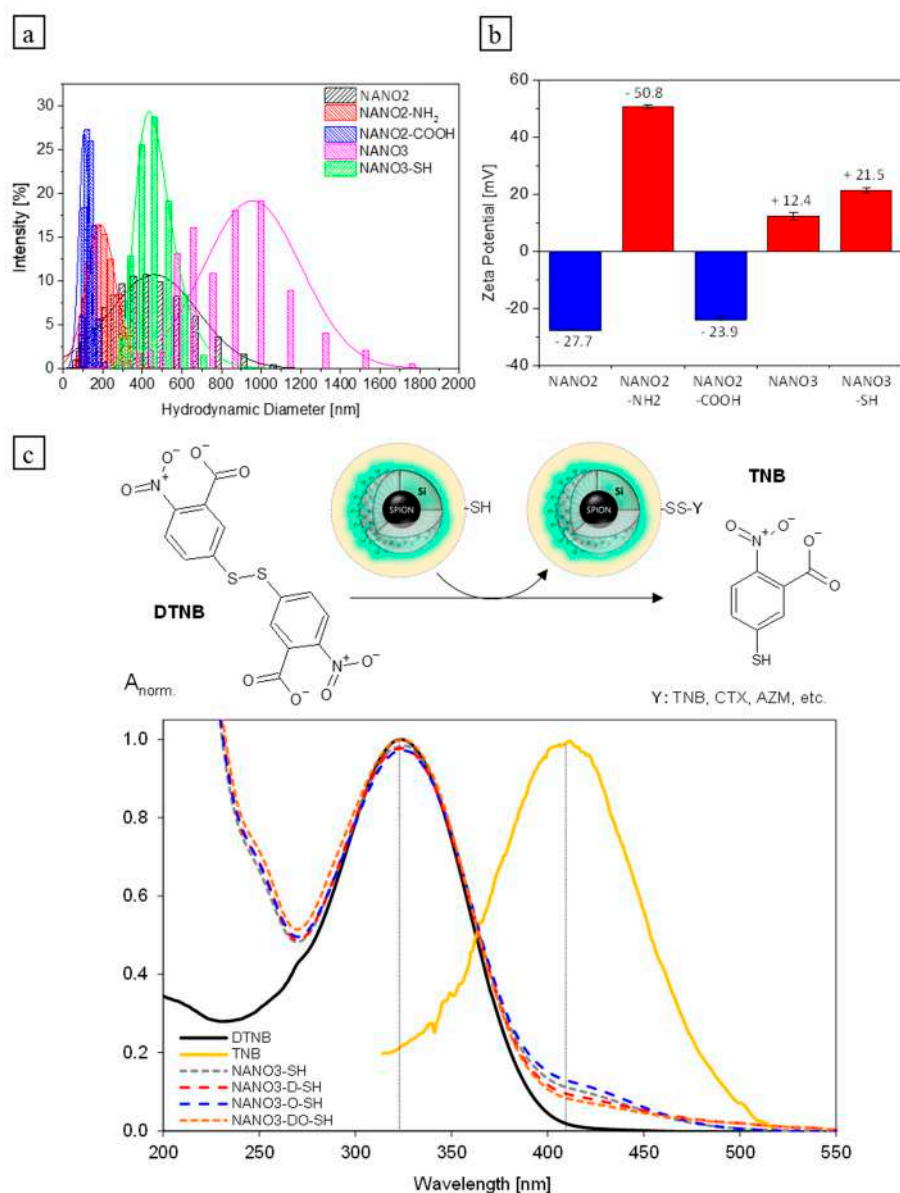 a
b
NANO2
NANO2-NH₂
NANO2-COOH
NANO3
NANO3-SH
Intensity [%]
30
25
20
15
10
5
0
0 200 400 600 800 1000 1200 1400 1600 1800 2000
Hydrodynamic Diameter [nm]
Zeta Potential [mV]
60
40
20
0
-20
-40
- 50.8
+ 12.4
+ 21.5
- 27.7
- 23.9
NANO2 NANO2 NANO2 NANO3 NANO3
-NH2 -COOH -SH
c
DTNB
O⁻ O⁻ O N⁺ O
S S
N⁺ O⁻ O O⁻ O
SPION Si
-SH
SPION Si
-SS-Y
TNB
N⁺ O⁻ O⁻ O O
SH
Y: TNB, CTX, AZM, etc.
A norm.
1.0
0.8
0.6
0.4
0.2
0.0
DTNB
TNB
NANO3-SH
NANO3-D-SH
NANO3-O-SH
NANO3-DO-SH
200 250 300 350 400 450 500 550
Wavelength [nm]